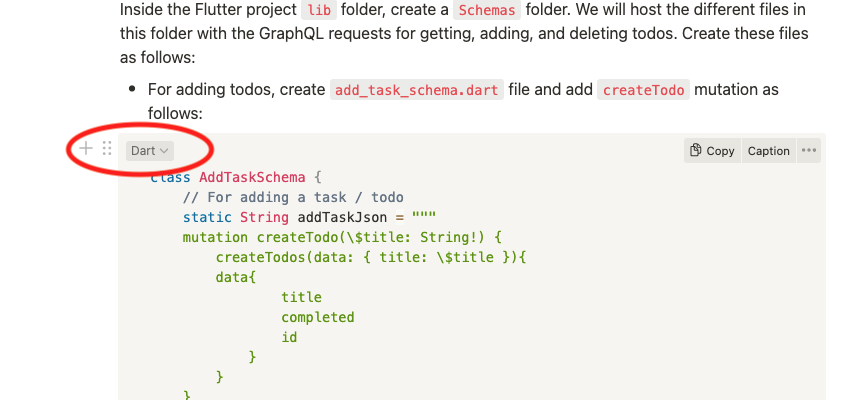 Inside the Flutter project lib folder, create a Schemas folder. We will host the different files in
this folder with the GraphQL requests for getting, adding, and deleting todos. Create these files
as follows:
• For adding todos, create add_task_schema.dart file and add createTodo mutation as
follows:
Dart Copy Caption
class AddTaskSchema {
    // For adding a task / todo
    static String addTaskJson = """
    mutation createTodo(\$title: String!) {
        createTodos(data: { title: \$title }){
        data{
                title
                completed
                id
            }
        }
    }